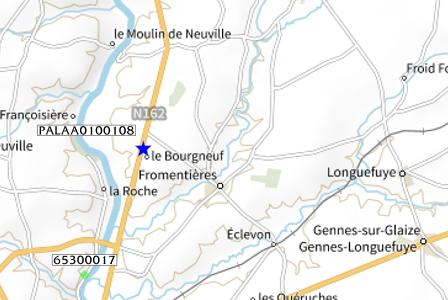 le Moulin de Neuville
Froid Fo
N162
Françoisière
PALAA0100108
uville
le Bourgneuf
Fromentières
Longuefuye
la Roche
Éclevon
Gennes-sur-Glaize
Gennes-Longuefuye
65300017
les Quéruches